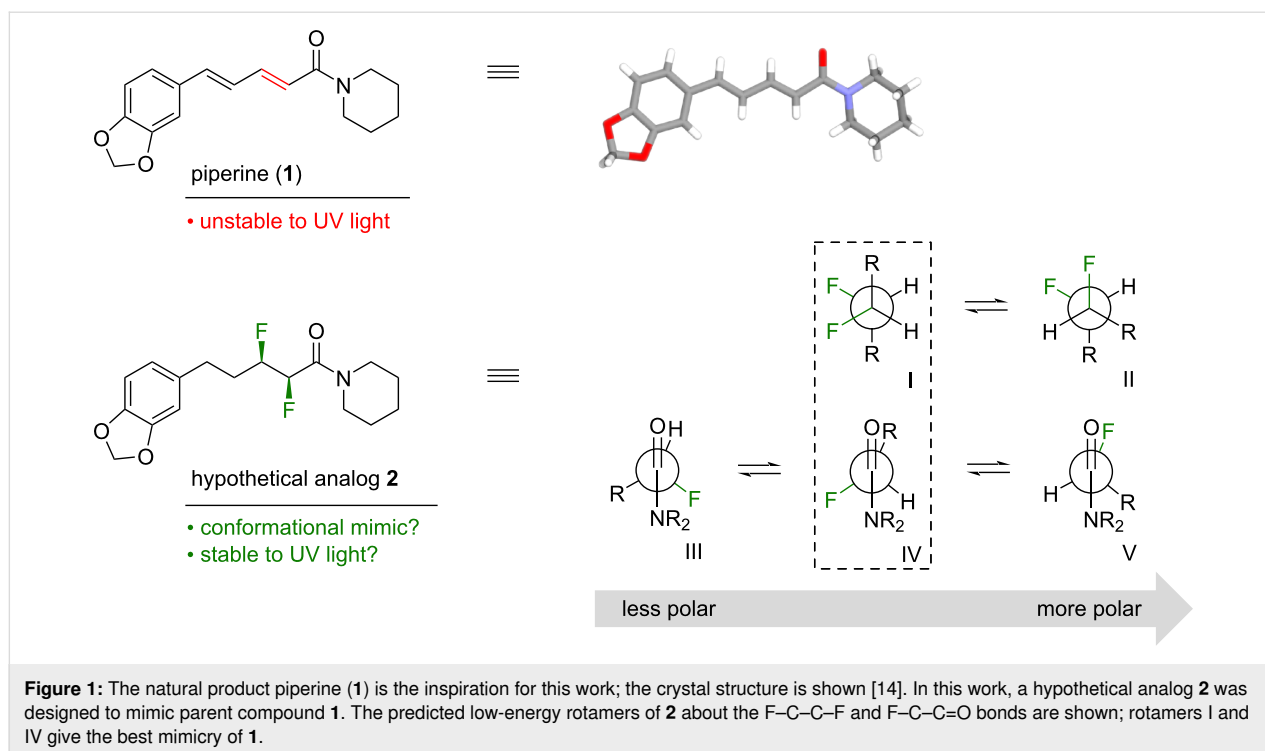 O
N
O
O
piperine (1)
• unstable to UV light
R
F
H
F
H
R
I
F
F
H
H
R
R
II
F
O
N
F
O
O
hypothetical analog 2
• conformational mimic?
• stable to UV light?
O
H
R
F
NR2
III
O
R
F
H
NR2
IV
O
F
H
R
NR2
V
less polar
more polar
Figure 1: The natural product piperine (1) is the inspiration for this work; the crystal structure is shown [14]. In this work, a hypothetical analog 2 was
designed to mimic parent compound 1. The predicted low-energy rotamers of 2 about the F–C–C–F and F–C–C=O bonds are shown; rotamers I and
IV give the best mimicry of 1.